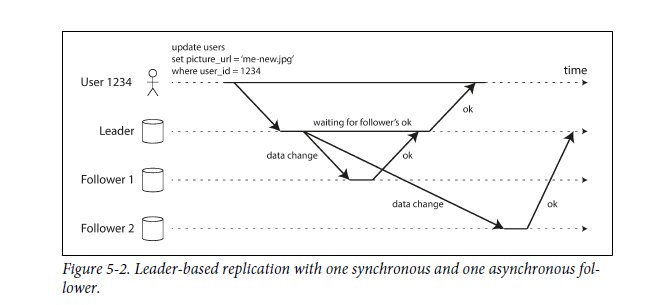 update users
set picture_url = ‘me-new.jpg’
where user_id = 1234
time
User 1234
ok
Leader
waiting for follower’s ok
data change
ok
Follower 1
data change
ok
Follower 2
Figure 5-2. Leader-based replication with one synchronous and one asynchronous fol-
lower.